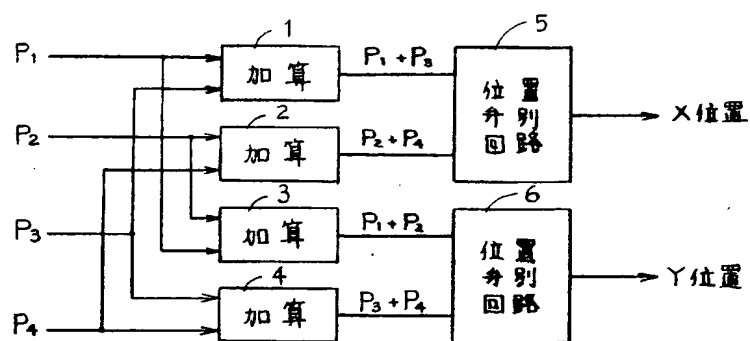 P₁
P₂
P₃
P₄
1
加算
2
加算
3
加算
4
加算
P₁+P₃
P₂+P₄
P₁+P₂
P₃+P₄
5
位置
弁別
回路
6
位置
弁別
回路
X位置
Y位置